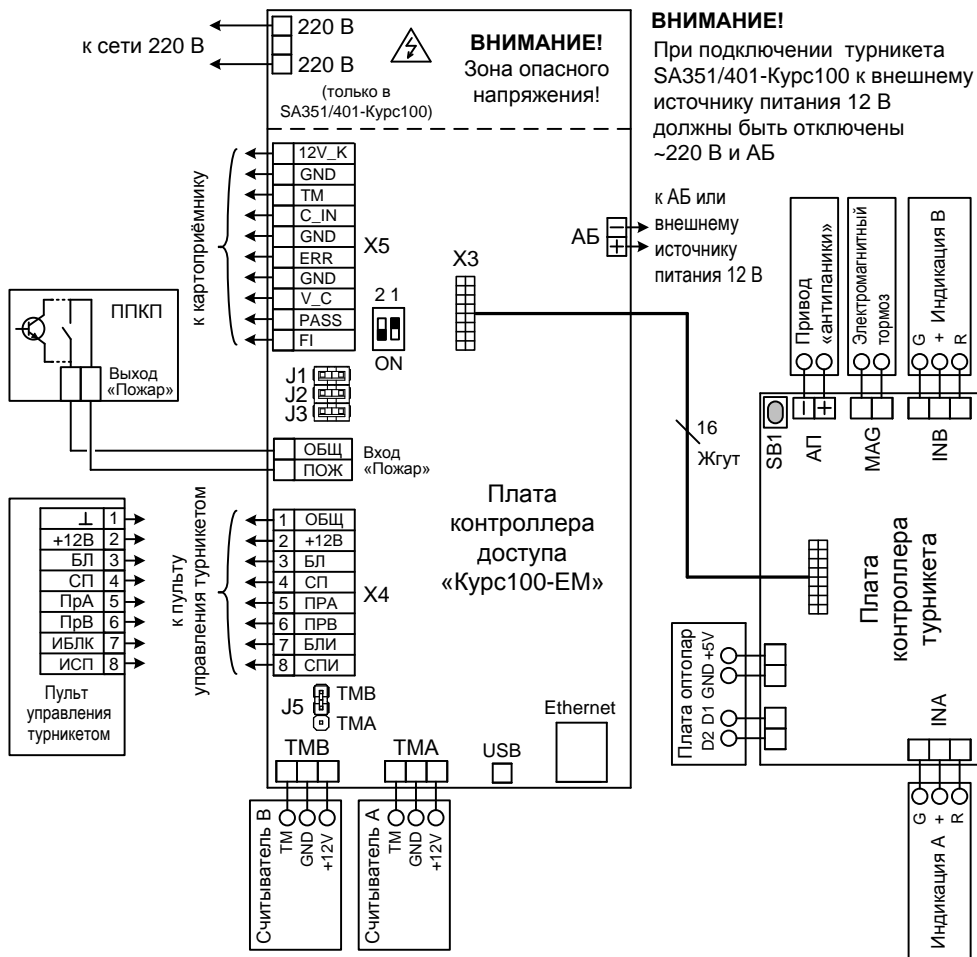 к сети 220 В
220 В
220 В
(только в
SA351/401-Курс100)
ВНИМАНИЕ!
Зона опасного
напряжения!
ВНИМАНИЕ!
При подключении турникета
SA351/401-Курс100 к внешнему
источнику питания 12 В
должны быть отключены
~220 В и АБ
к картоприёмнику
12V_K
GND
TM
C_IN
GND
ERR
GND
V_C
PASS
FI
X5
2 1
ON
X3
АБ
−
+
к АБ или
внешнему
источнику
питания 12 В
ППКП
Выход
«Пожар»
J1
J2
J3
ОБЩ
ПОЖ
Вход
«Пожар»
16
Жгут
Привод
«антипаники»
Электромагнитный
тормоз
Индикация В
G
+
R
SB1
− +
АП
MAG
INB
⊥ 1
+12В 2
БЛ 3
СП 4
ПрА 5
ПрВ 6
ИБЛК 7
ИСП 8
Пульт
управления
турникетом
к пульту
управления турникетом
1 ОБЩ
2 +12В
3 БЛ
4 СП
5 ПРА
6 ПРВ
7 БЛИ
8 СПИ
X4
Плата
контроллера
доступа
«Курс100-ЕМ»
Плата
контроллера
турникета
J5
TMB
TMA
TMB
TMA
USB
Ethernet
Плата оптопар
D2 D1 GND +5V
INA
Считыватель В
TM
GND
+12V
Считыватель А
TM
GND
+12V
Индикация А
G
+
R